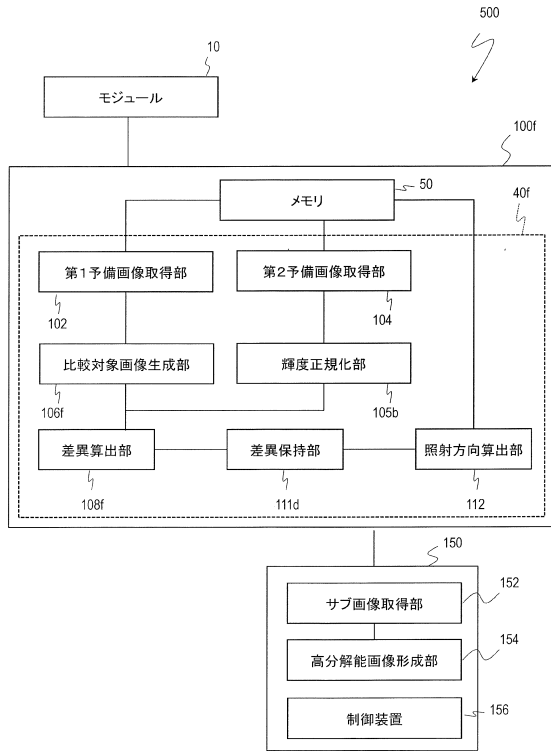 500
10
モジュール
100f
50
メモリ
40f
第1予備画像取得部
第2予備画像取得部
102
104
比較対象画像生成部
輝度正規化部
106f
105b
差異算出部
差異保持部
照射方向算出部
108f
111d
112
150
サブ画像取得部
152
高分解能画像形成部
154
制御装置
156